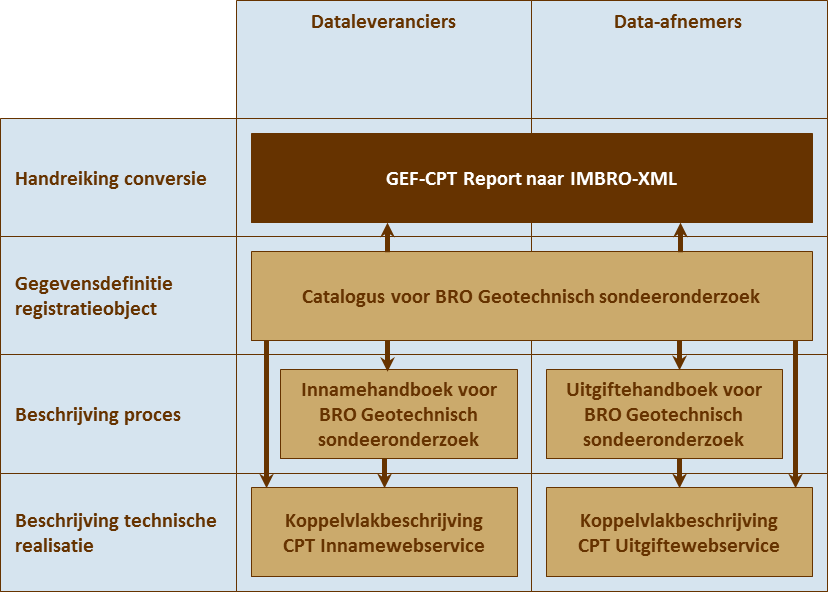 Dataleveranciers
Data-afnemers
Handreiking conversie
GEF-CPT Report naar IMBRO-XML
Gegevensdefinitie
registratieobject
Catalogus voor BRO Geotechnisch sondeeronderzoek
Beschrijving proces
Innamehandboek voor
BRO Geotechnisch
sondeeronderzoek
Uitgiftehandboek voor
BRO Geotechnisch
sondeeronderzoek
Beschrijving technische
realisatie
Koppelvlakbeschrijving
CPT Innamewebservice
Koppelvlakbeschrijving
CPT Uitgiftewebservice